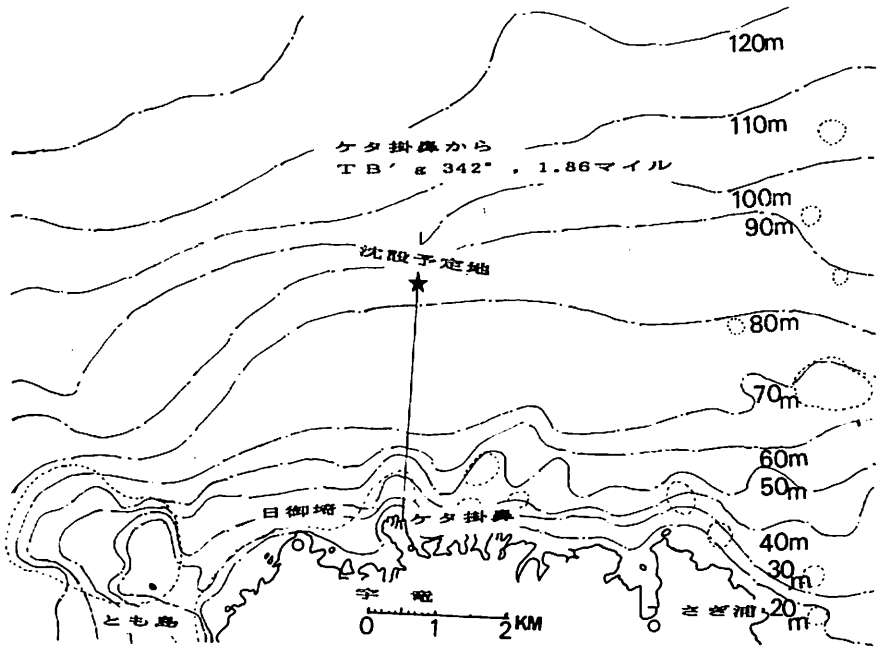 120m
110m
ケタ掛鼻から
TB'g 342°, 1.86マイル
100m
90m
沈設予定地
80m
70m
60m
50m
日御碕
ケタ掛鼻
40m
30m
宇竜
とも島
さぎ浦
20m
0 1 2 KM